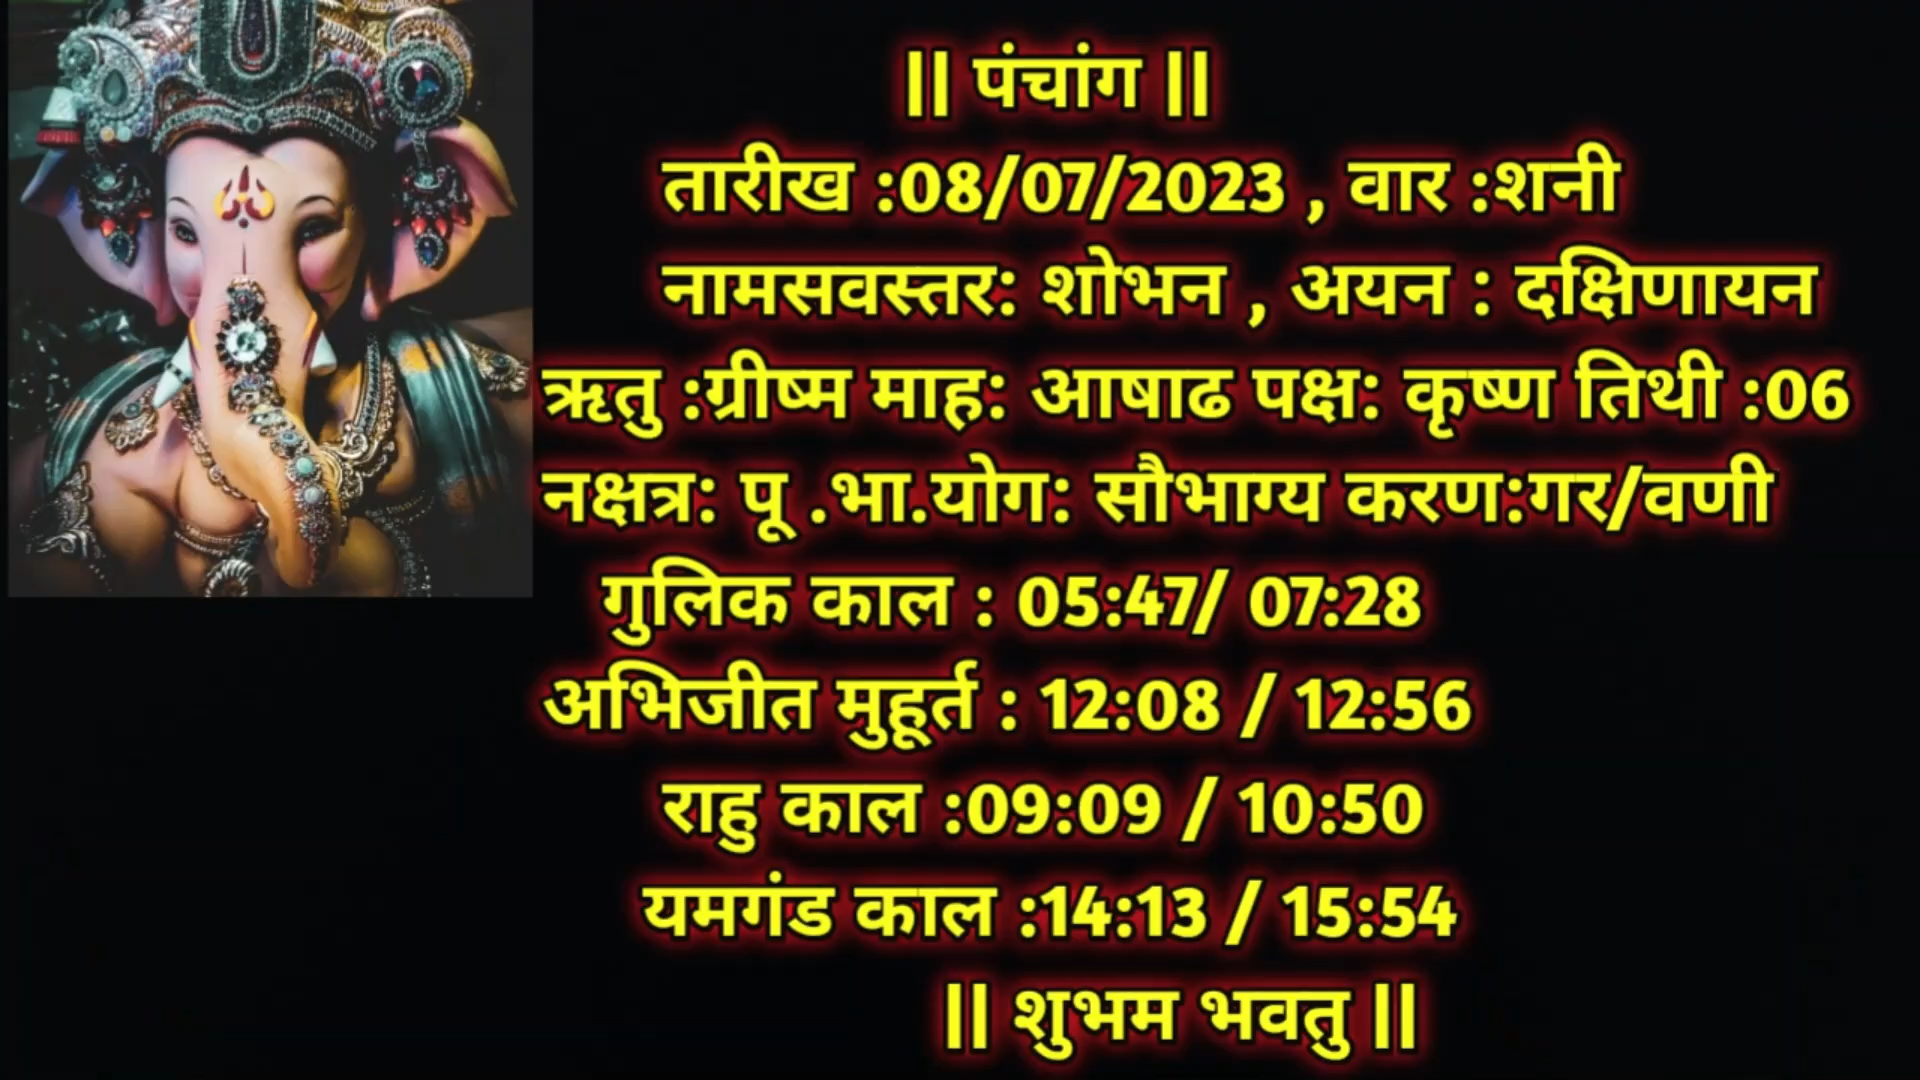 || पंचांग ||
तारीख :08/07/2023 , वार :शनी
नामसवस्तर: शोभन , अयन : दक्षिणायन
ऋतु :ग्रीष्म माह: आषाढ पक्ष: कृष्ण तिथी :06
नक्षत्र: पू .भा.योग: सौभाग्य करण:गर/वणी
गुलिक काल : 05:47/ 07:28
अभिजीत मुहूर्त : 12:08 / 12:56
राहु काल :09:09 / 10:50
यमगंड काल :14:13 / 15:54
|| शुभम भवतु ||